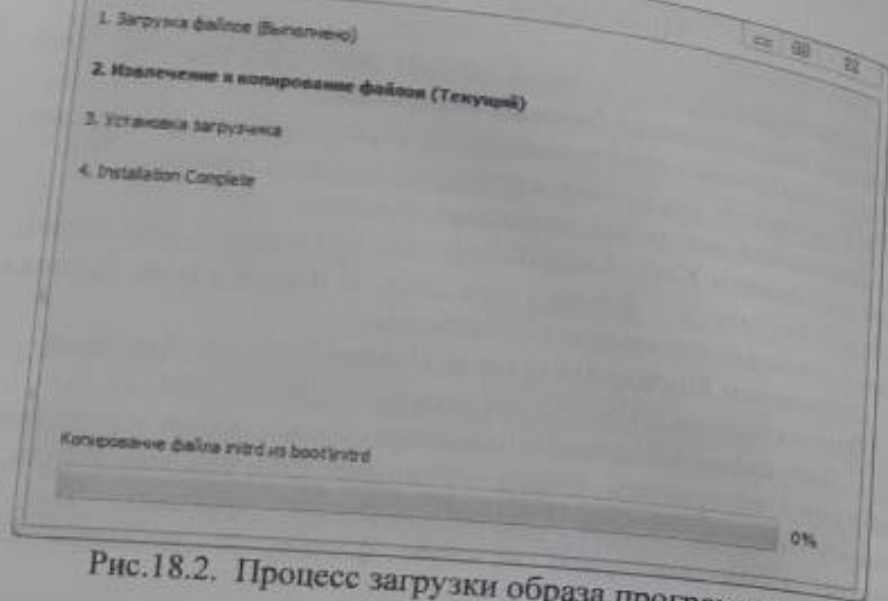 1. Загрузка файлов (Выполнено)
2. Извлечение и копирование файлов (Текущий)
3. Установка загрузчика
4. Installation Complete
Копирование файла initrd из boot\initrd
0%
Рис.18.2. Процесс загрузки образа